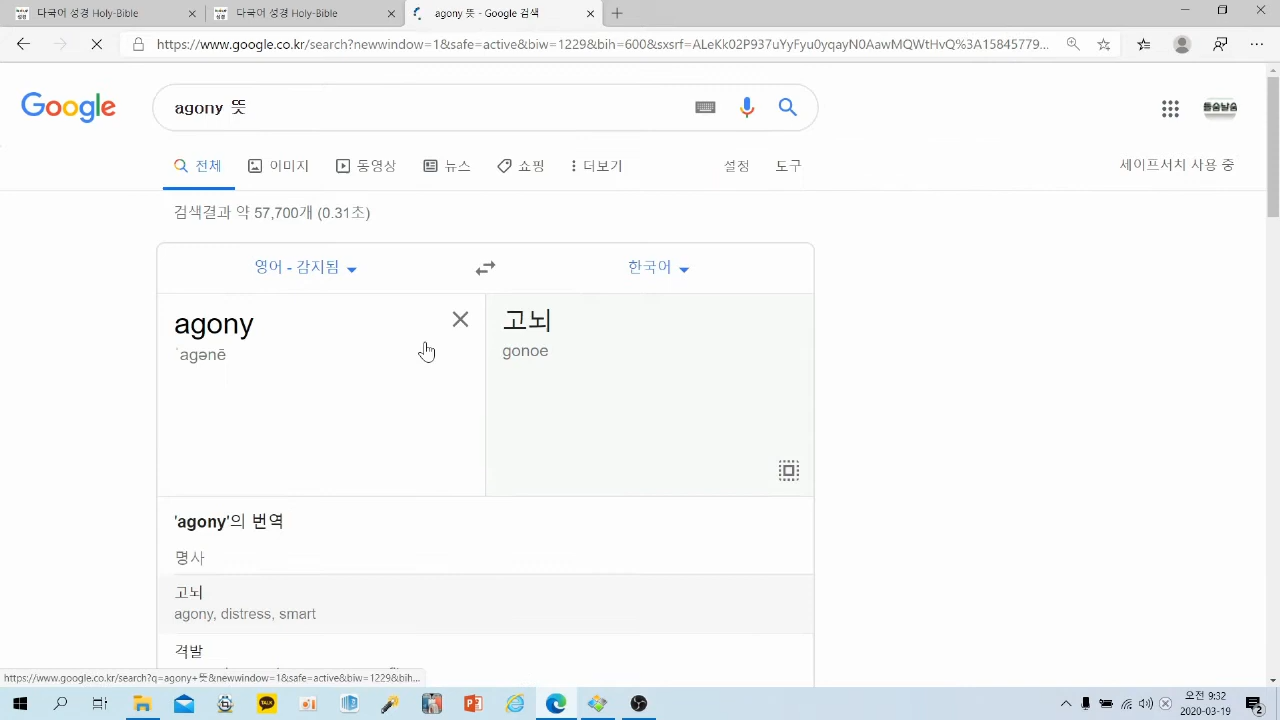 다국어 성경 Holy-Bible
다국어 성경 Holy-Bible
agony 뜻 - Google 검색
https://www.google.co.kr/search?newwindow=1&safe=active&biw=1229&bih=600&sxsrf=ALeKk02P937uYyFyu0yqayN0AawMQWtHvQ%3A15845779...
Google
agony 뜻
전체
이미지
동영상
뉴스
쇼핑
더보기
설정
도구
세이프서치 사용 중
검색결과 약 57,700개 (0.31초)
영어 - 감지됨
한국어
agony
ˈagənē
고뇌
gonoe
'agony'의 번역
명사
고뇌
agony, distress, smart
격발
https://www.google.co.kr/search?q=agony+뜻&newwindow=1&safe=active&biw=1229&bih...
TALK
오전 9:32
2020-03-19
2